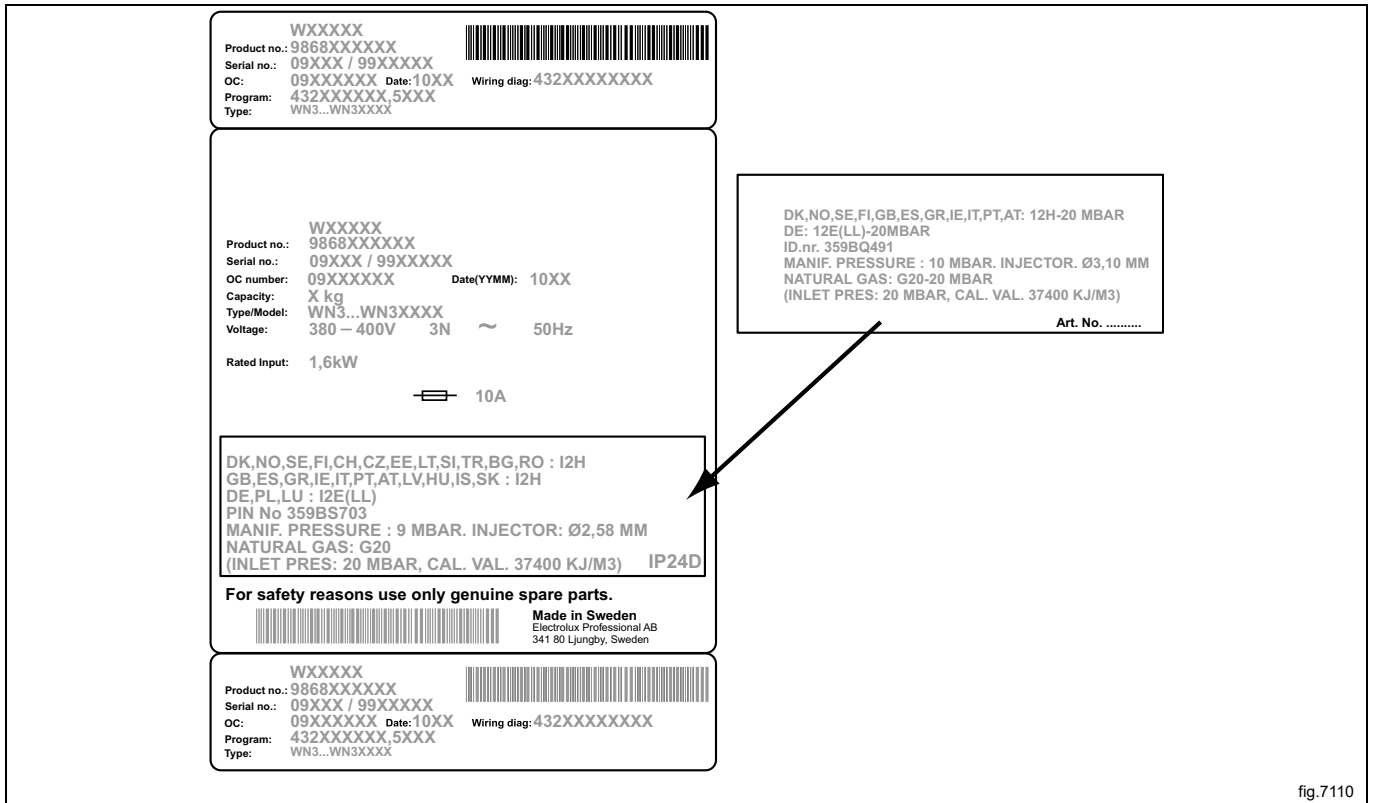 WXXXXX
Product no.: 9868XXXXXX
Serial no.: 09XXX / 99XXXXX
OC: 09XXXXXX Date: 10XX Wiring diag: 432XXXXXXXX
Program: 432XXXXXX,5XXX
Type: WN3...WN3XXXX
WXXXXX
Product no.: 9868XXXXXX
Serial no.: 09XXX / 99XXXXX
OC number: 09XXXXXX Date(YYMM): 10XX
Capacity: X kg
Type/Model: WN3...WN3XXXX
Voltage: 380 – 400V 3N ~ 50Hz
Rated Input: 1,6kW
10A
DK,NO,SE,FI,CH,CZ,EE,LT,SI,TR,BG,RO : I2H
GB,ES,GR,IE,IT,PT,AT,LV,HU,IS,SK : I2H
DE,PL,LU : I2E(LL)
PIN No 359BS703
MANIF. PRESSURE : 9 MBAR. INJECTOR: Ø2,58 MM
NATURAL GAS: G20
(INLET PRES: 20 MBAR, CAL. VAL. 37400 KJ/M3) IP24D
For safety reasons use only genuine spare parts.
Made in Sweden
Electrolux Professional AB
341 80 Ljungby, Sweden
WXXXXX
Product no.: 9868XXXXXX
Serial no.: 09XXX / 99XXXXX
OC: 09XXXXXX Date: 10XX Wiring diag: 432XXXXXXXX
Program: 432XXXXXX,5XXX
Type: WN3...WN3XXXX
DK,NO,SE,FI,GB,ES,GR,IE,IT,PT,AT: 12H-20 MBAR
DE: 12E(LL)-20MBAR
ID.nr. 359BQ491
MANIF. PRESSURE : 10 MBAR. INJECTOR. Ø3,10 MM
NATURAL GAS: G20-20 MBAR
(INLET PRES: 20 MBAR, CAL. VAL. 37400 KJ/M3)
Art. No. ..........
fig.7110